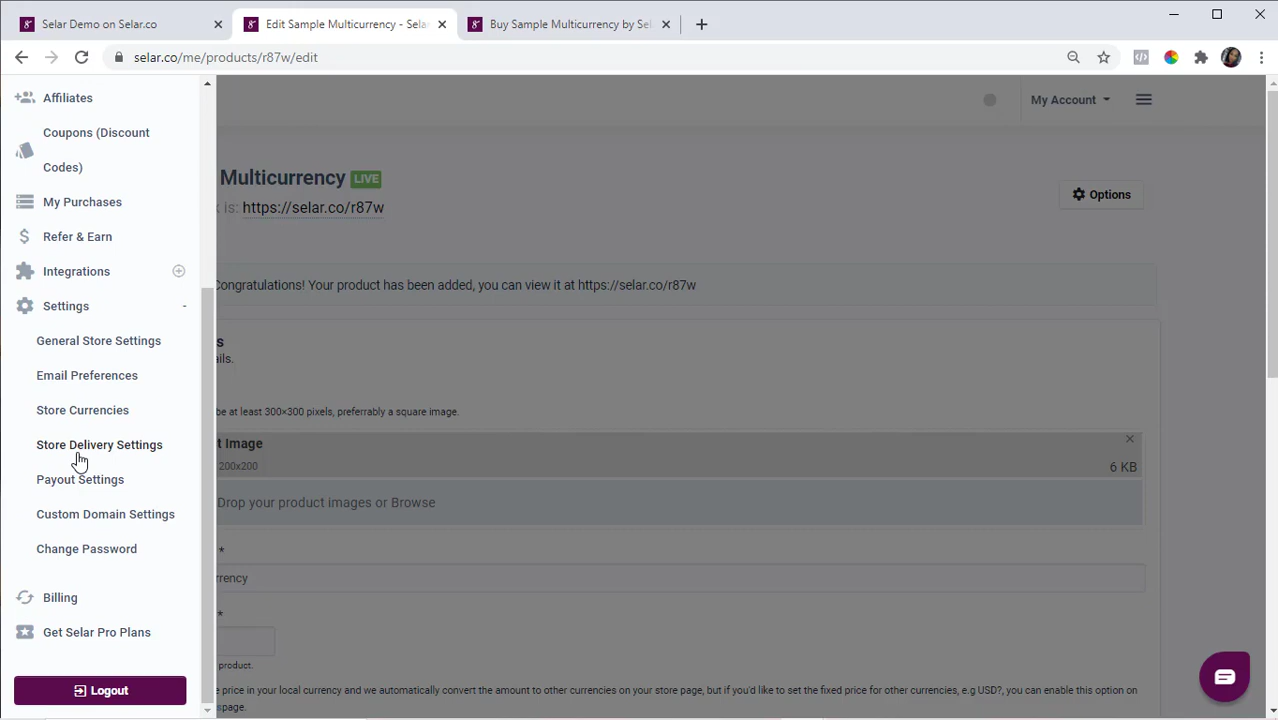 Selar Demo on Selar.co
Edit Sample Multicurrency - Sela
Buy Sample Multicurrency by Sel
selar.co/me/products/r87w/edit
Affiliates
Coupons (Discount
Codes)
My Purchases
Refer & Earn
Integrations
Settings
General Store Settings
Email Preferences
Store Currencies
Store Delivery Settings
Payout Settings
Custom Domain Settings
Change Password
Billing
Get Selar Pro Plans
Logout
My Account
Multicurrency LIVE
is: https://selar.co/r87w
Options
Congratulations! Your product has been added, you can view it at https://selar.co/r87w
s
ails.
be at least 300×300 pixels, preferrably a square image.
t Image
200x200
6 KB
Drop your product images or Browse
*
rrency
*
product.
e price in your local currency and we automatically convert the amount to other currencies on your store page, but if you'd like to set the fixed price for other currencies, e.g USD?, you can enable this option on
page.